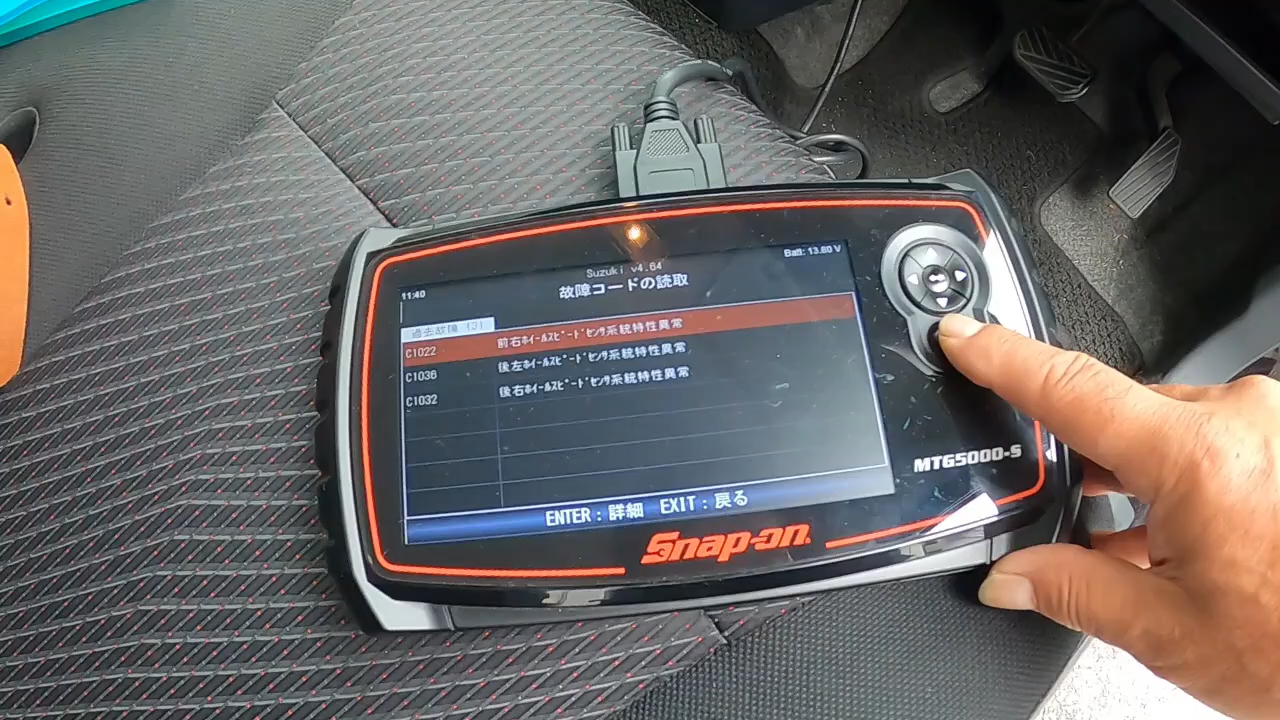 Batt: 13.80 V
Suzuki v4.64
11:40
故障コードの読取
過去故障 (3)
C1022 前右ﾎｲｰﾙｽﾋﾟｰﾄﾞｾﾝｻ系統特性異常
C1036 後左ﾎｲｰﾙｽﾋﾟｰﾄﾞｾﾝｻ系統特性異常
C1032 後右ﾎｲｰﾙｽﾋﾟｰﾄﾞｾﾝｻ系統特性異常
ENTER：詳細 EXIT：戻る
MTG5000-S
Snap-on